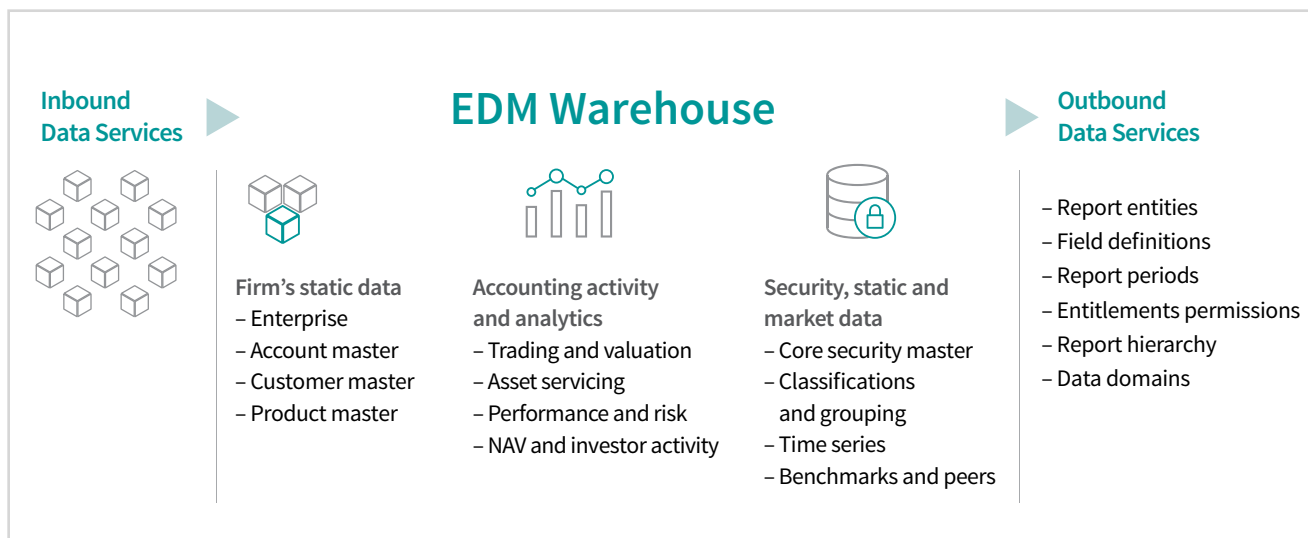 Inbound
Data Services
EDM Warehouse
Outbound
Data Services
Firm’s static data
– Enterprise
– Account master
– Customer master
– Product master
Accounting activity
and analytics
– Trading and valuation
– Asset servicing
– Performance and risk
– NAV and investor activity
Security, static and
market data
– Core security master
– Classifications
and grouping
– Time series
– Benchmarks and peers
– Report entities
– Field definitions
– Report periods
– Entitlements permissions
– Report hierarchy
– Data domains